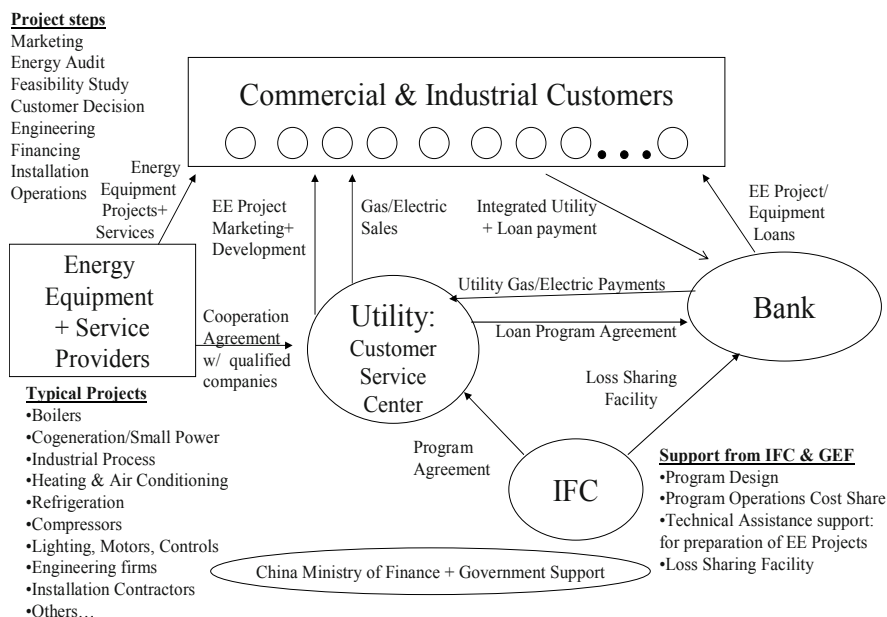 Project steps
Marketing
Energy Audit
Feasibility Study
Customer Decision
Engineering
Financing
Installation
Operations
Commercial & Industrial Customers
Energy
Equipment
Projects+
Services
EE Project
Marketing+
Development
Gas/Electric
Sales
Integrated Utility
+ Loan payment
EE Project/
Equipment
Loans
Energy
Equipment
+ Service
Providers
Cooperation
Agreement
w/ qualified
companies
Utility:
Customer
Service
Center
Utility Gas/Electric Payments
Loan Program Agreement
Bank
Loss Sharing
Facility
Program
Agreement
IFC
Typical Projects
•Boilers
•Cogeneration/Small Power
•Industrial Process
•Heating & Air Conditioning
•Refrigeration
•Compressors
•Lighting, Motors, Controls
•Engineering firms
•Installation Contractors
•Others…
Support from IFC & GEF
•Program Design
•Program Operations Cost Share
•Technical Assistance support:
for preparation of EE Projects
•Loss Sharing Facility
China Ministry of Finance + Government Support